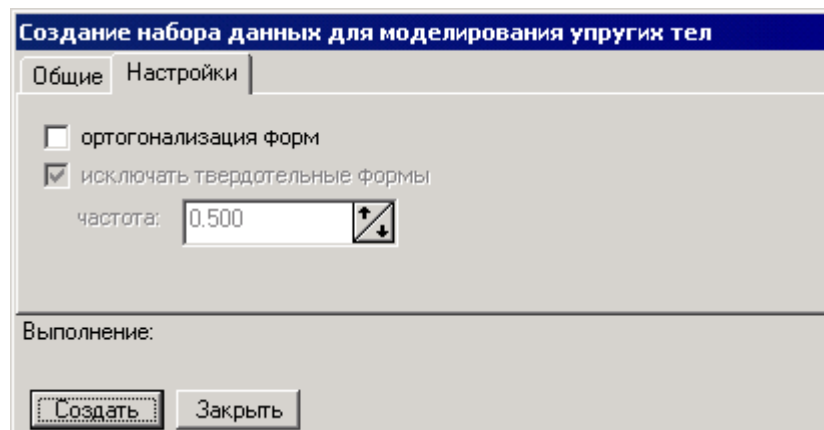 Создание набора данных для моделирования упругих тел
Общие Настройки
ортогонализация форм
исключать твердотельные формы
частота: 0.500
Выполнение:
Создать Закрыть